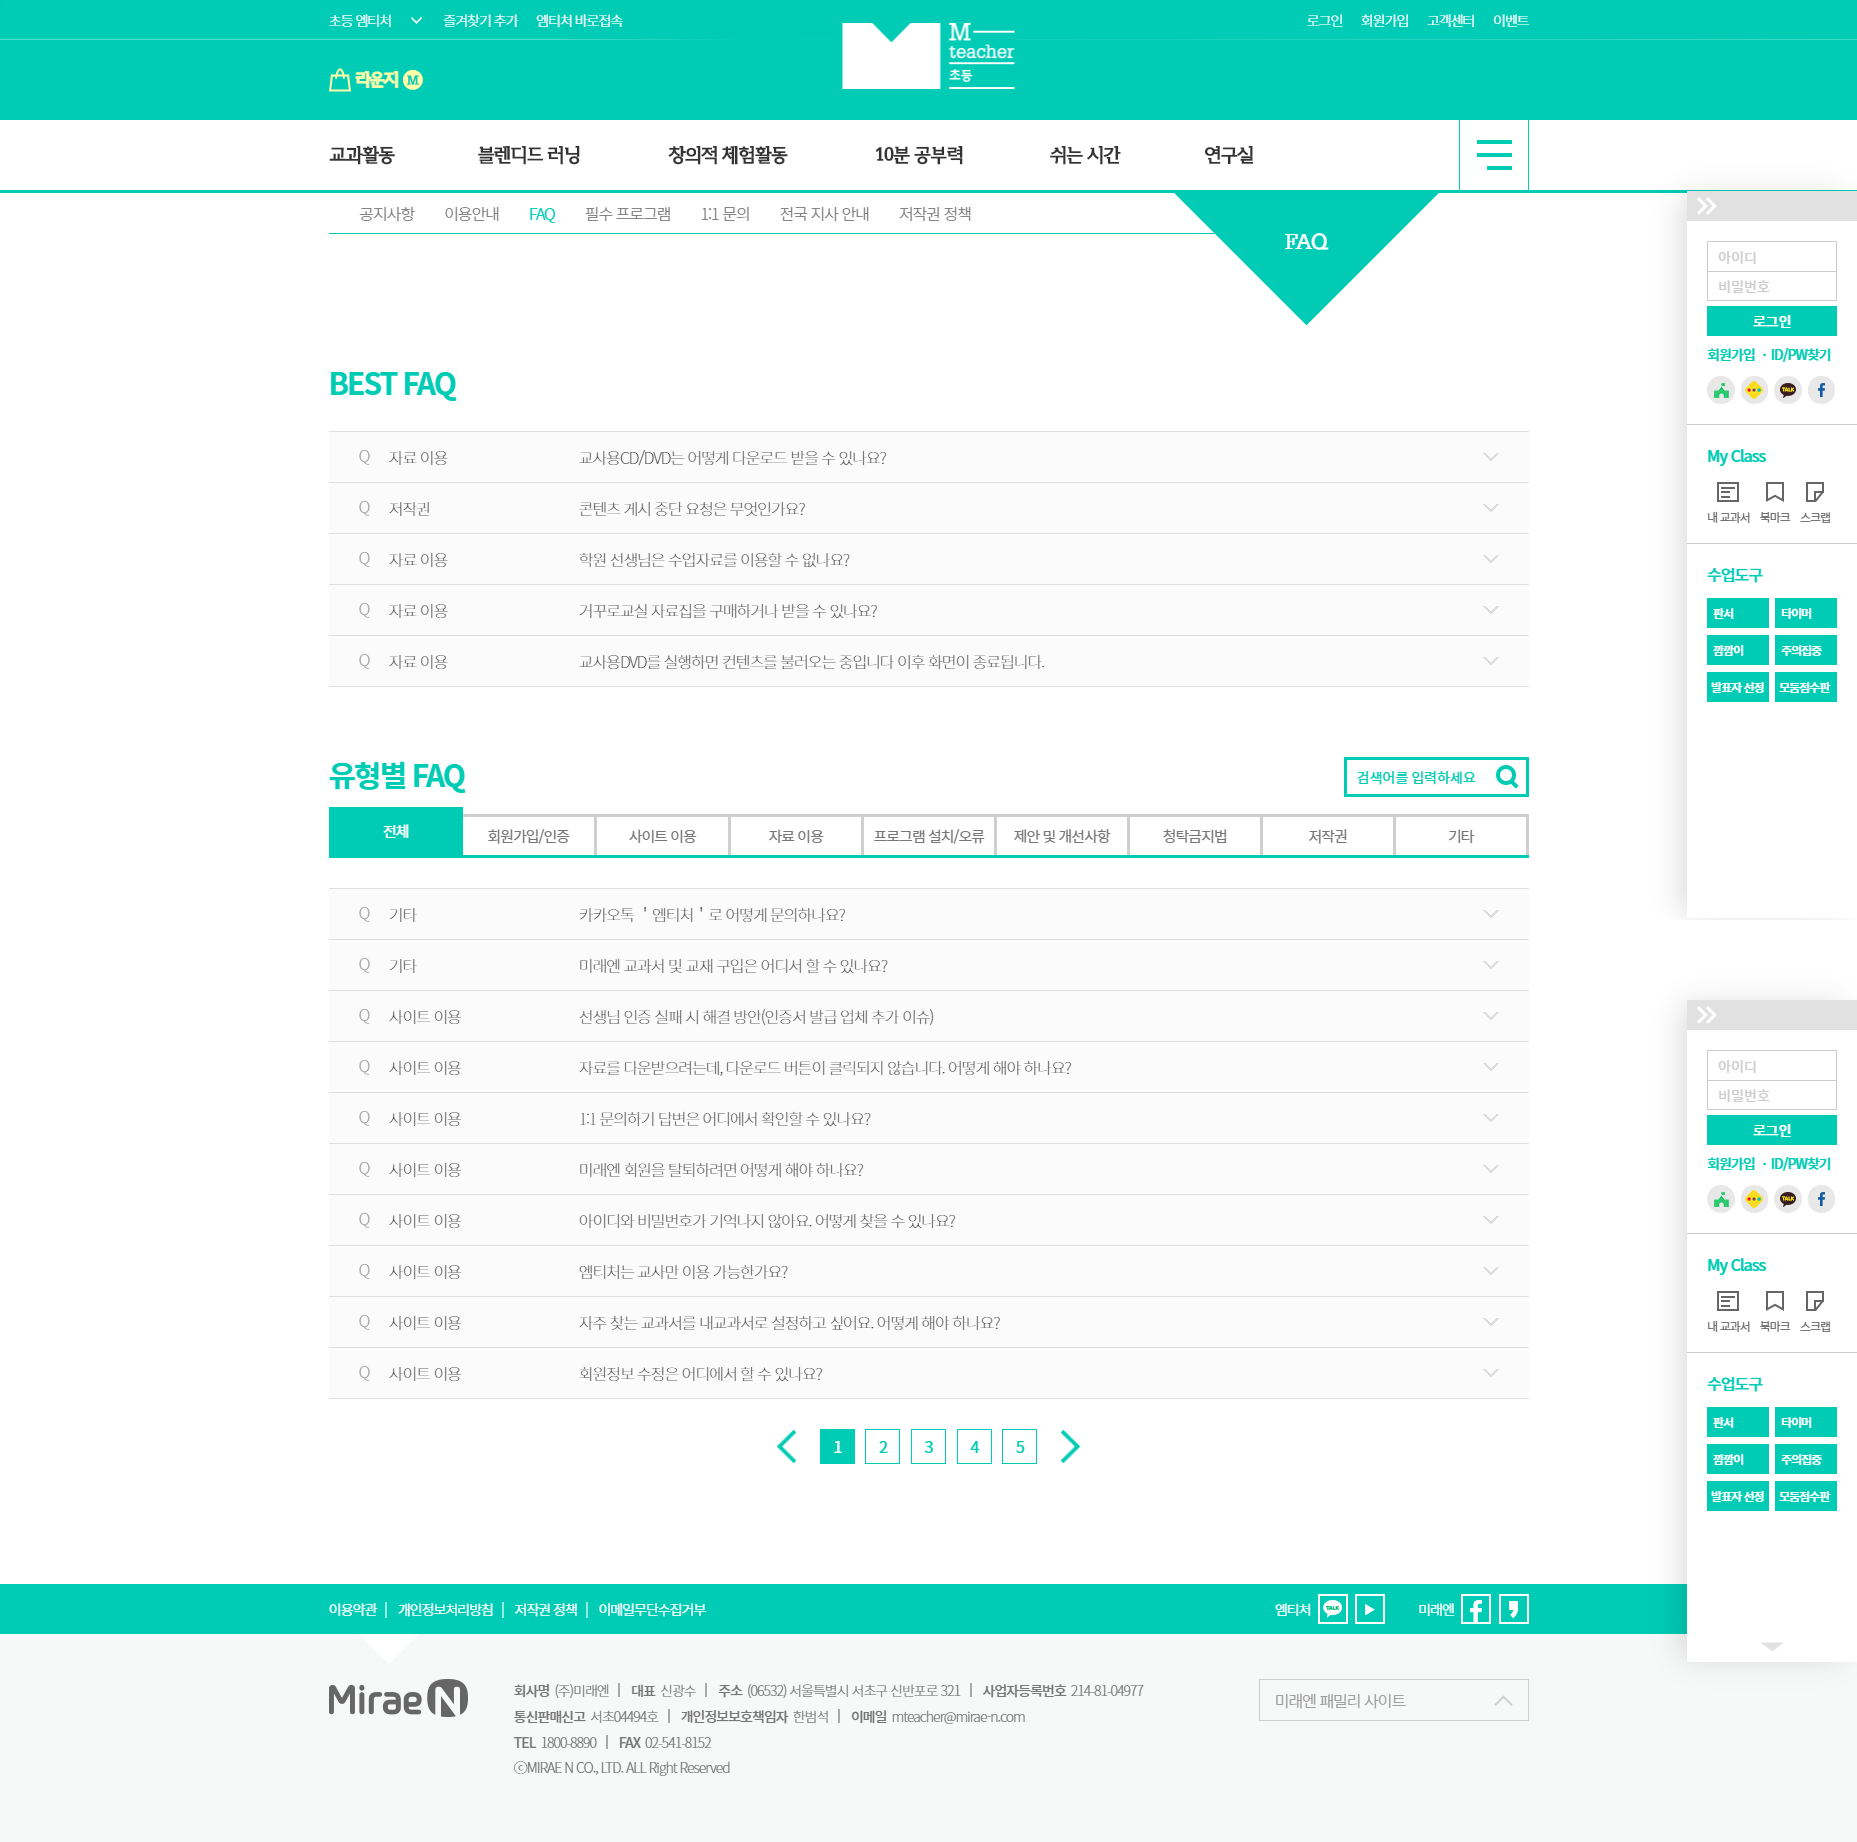 초등 엠티처 즐겨찾기 추가 엠티처 바로접속
로그인 회원가입 고객센터 이벤트
M
teacher
초등
라운지 M
교과활동 블렌디드 러닝 창의적 체험활동 10분 공부력 쉬는 시간 연구실
공지사항 이용안내 FAQ 필수 프로그램 1:1 문의 전국 지사 안내 저작권 정책
FAQ
BEST FAQ
Q 자료 이용 교사용CD/DVD는 어떻게 다운로드 받을 수 있나요?
Q 저작권 콘텐츠 게시 중단 요청은 무엇인가요?
Q 자료 이용 학원 선생님은 수업자료를 이용할 수 없나요?
Q 자료 이용 거꾸로교실 자료집을 구매하거나 받을 수 있나요?
Q 자료 이용 교사용DVD를 실행하면 컨텐츠를 불러오는 중입니다 이후 화면이 종료됩니다.
유형별 FAQ
검색어를 입력하세요
전체 회원가입/인증 사이트 이용 자료 이용 프로그램 설치/오류 제안 및 개선사항 청탁금지법 저작권 기타
Q 기타 카카오톡 ＇엠티처＇로 어떻게 문의하나요?
Q 기타 미래엔 교과서 및 교재 구입은 어디서 할 수 있나요?
Q 사이트 이용 선생님 인증 실패 시 해결 방안(인증서 발급 업체 추가 이슈)
Q 사이트 이용 자료를 다운받으려는데, 다운로드 버튼이 클릭되지 않습니다. 어떻게 해야 하나요?
Q 사이트 이용 1:1 문의하기 답변은 어디에서 확인할 수 있나요?
Q 사이트 이용 미래엔 회원을 탈퇴하려면 어떻게 해야 하나요?
Q 사이트 이용 아이디와 비밀번호가 기억나지 않아요. 어떻게 찾을 수 있나요?
Q 사이트 이용 엠티처는 교사만 이용 가능한가요?
Q 사이트 이용 자주 찾는 교과서를 내교과서로 설정하고 싶어요. 어떻게 해야 하나요?
Q 사이트 이용 회원정보 수정은 어디에서 할 수 있나요?
1 2 3 4 5
아이디
비밀번호
로그인
회원가입 · ID/PW찾기
TALK
My Class
내 교과서 북마크 스크랩
수업도구
판서 타이머
깜깜이 주의집중
발표자 선정 모둠점수판
아이디
비밀번호
로그인
회원가입 · ID/PW찾기
TALK
My Class
내 교과서 북마크 스크랩
수업도구
판서 타이머
깜깜이 주의집중
발표자 선정 모둠점수판
이용약관 | 개인정보처리방침 | 저작권 정책 | 이메일무단수집거부
엠티처 TALK 미래엔
Mirae N
회사명 (주)미래엔 | 대표 신광수 | 주소 (06532) 서울특별시 서초구 신반포로 321 | 사업자등록번호 214-81-04977
통신판매신고 서초04494호 | 개인정보보호책임자 한범석 | 이메일 mteacher@mirae-n.com
TEL 1800-8890 | FAX 02-541-8152
ⓒMIRAE N CO., LTD. ALL Right Reserved
미래엔 패밀리 사이트